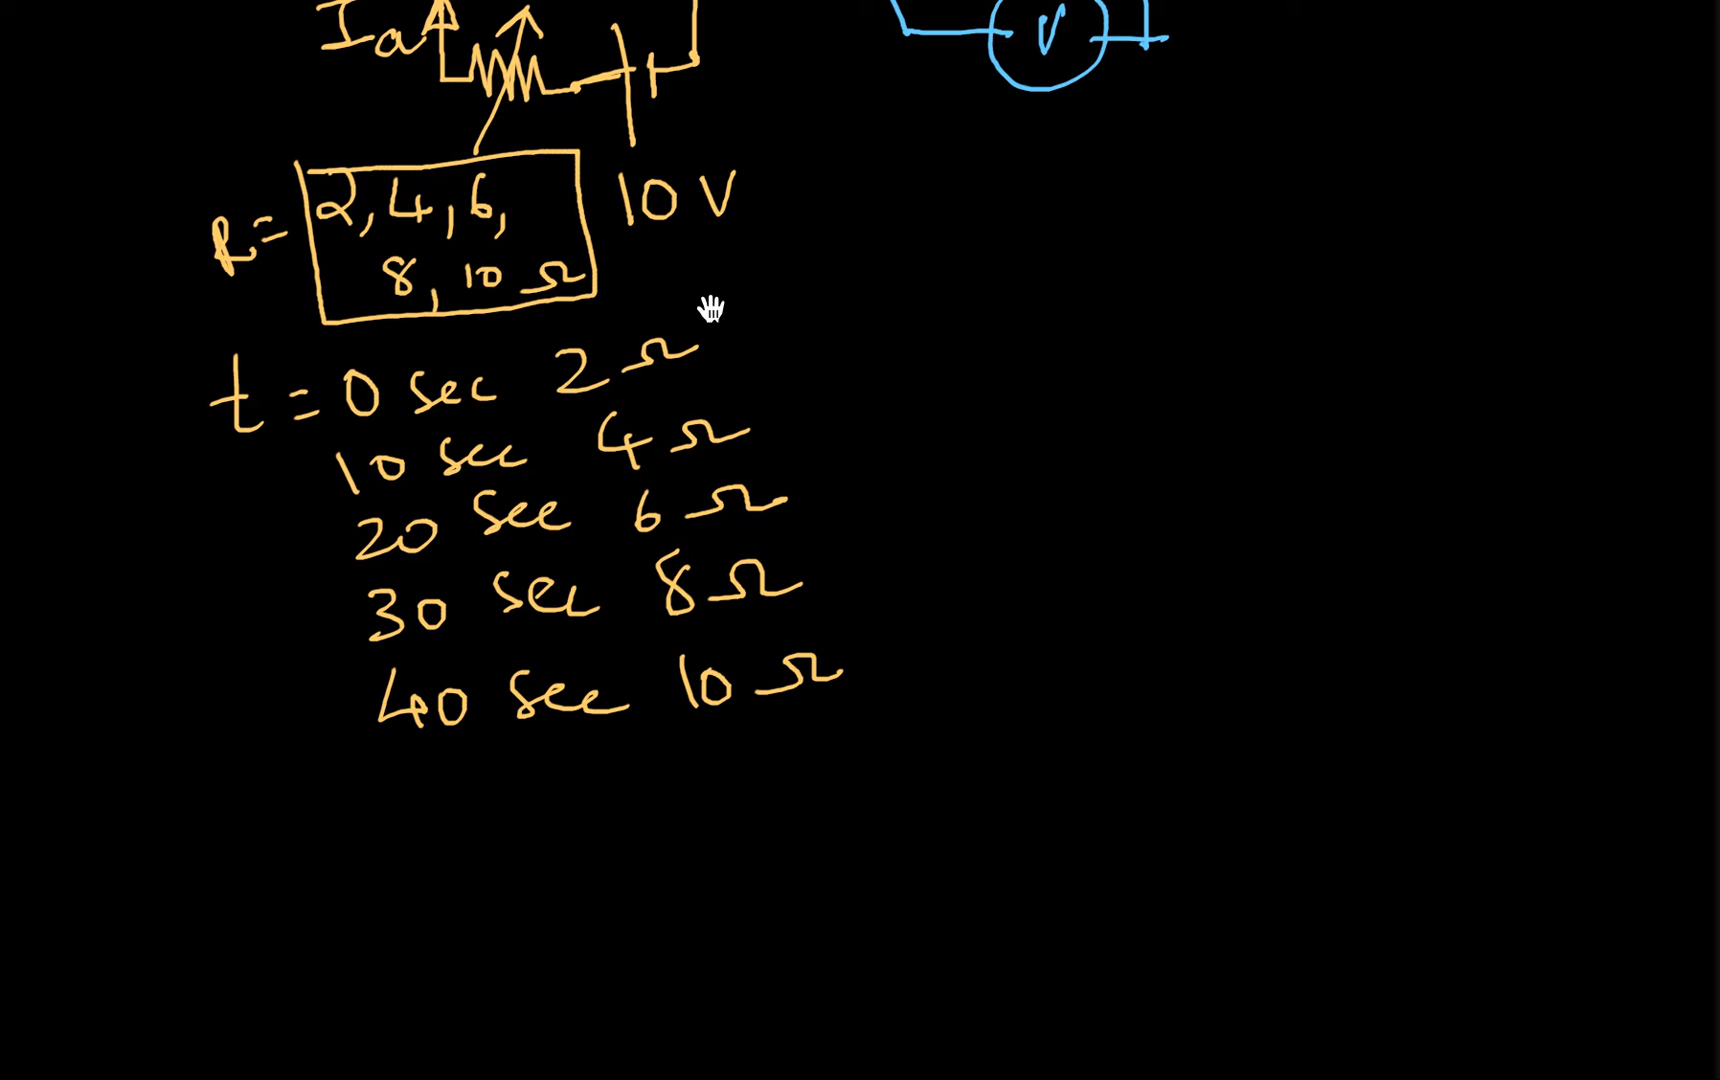 Ia
V
R= 2, 4, 6, 10 V
8, 10 Ω
t = 0 sec 2 Ω
10 sec 4 Ω
20 sec 6 Ω
30 sec 8 Ω
40 sec 10 Ω